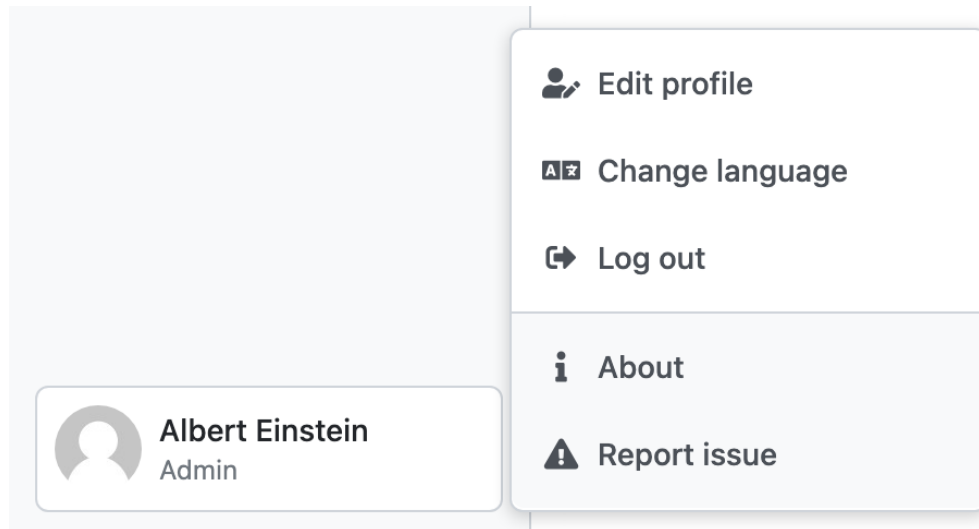 Edit profile
Change language
Log out
About
Report issue
Albert Einstein
Admin